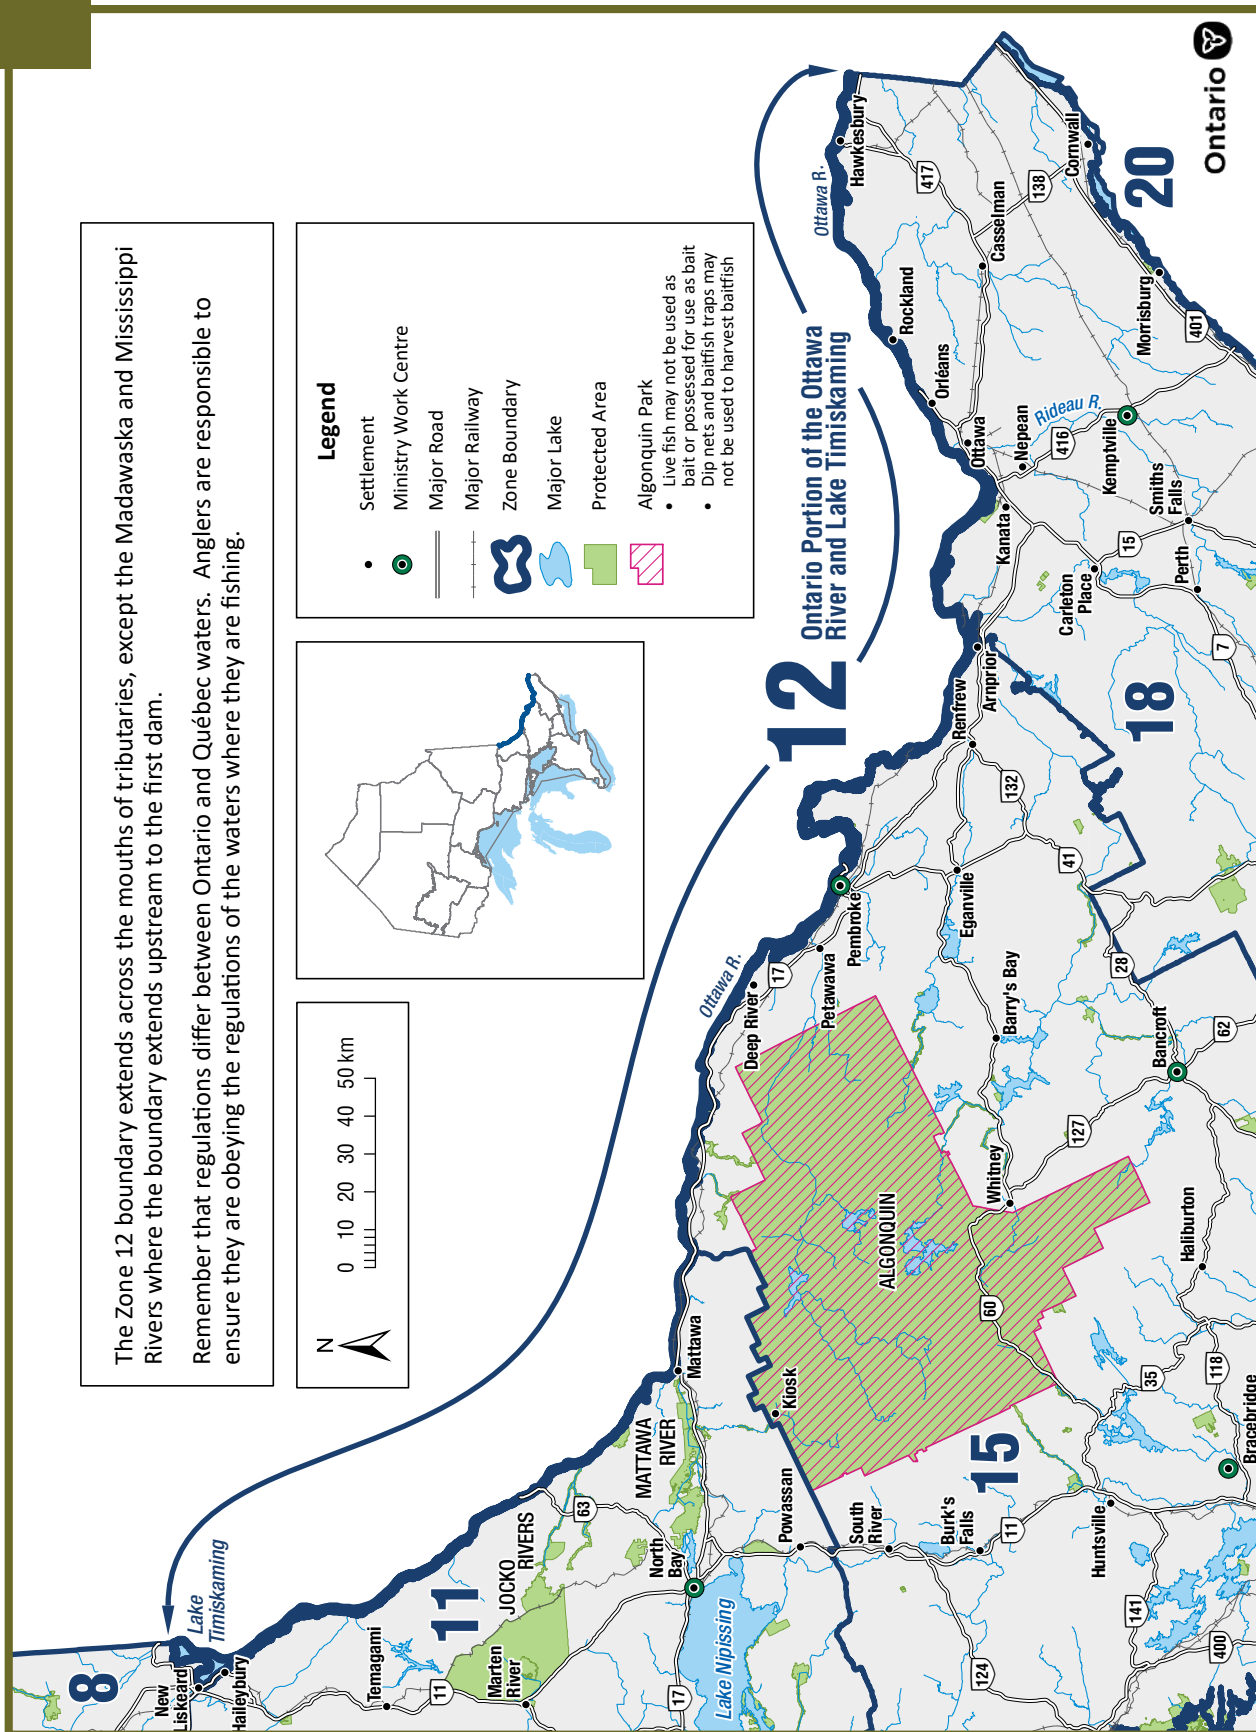 The Zone 12 boundary extends across the mouths of tributaries, except the Madawaska and Mississippi
Rivers where the boundary extends upstream to the first dam.
Remember that regulations differ between Ontario and Québec waters. Anglers are responsible to
ensure they are obeying the regulations of the waters where they are fishing.
N
0 10 20 30 40 50 km
Legend
Settlement
Ministry Work Centre
Major Road
Major Railway
Zone Boundary
Major Lake
Protected Area
Algonquin Park
• Live fish may not be used as
bait or possessed for use as bait
• Dip nets and baitfish traps may
not be used to harvest baitfish
12
Ontario Portion of the Ottawa
River and Lake Timiskaming
8
New
Liskeard
Haileybury
Lake
Timiskaming
Temagami
11
11
Marten
River
JOCKO
RIVERS
63
MATTAWA
RIVER
North
Bay
17
Lake Nipissing
Mattawa
Powassan
Kiosk
South
River
Burk's
Falls
11
15
124
Huntsville
141
400
Bracebridge
118
35
Haliburton
60
ALGONQUIN
Whitney
127
Bancroft
62
28
Barry's Bay
Ottawa R.
Deep River
17
Petawawa
Pembroke
Eganville
41
132
Renfrew
Arnprior
18
7
Perth
Carleton
Place
15
Smiths
Falls
Kanata
Ottawa
Nepean
416
Rideau R.
Kemptville
Orléans
Rockland
Ottawa R.
Hawkesbury
417
Casselman
138
Cornwall
Morrisburg
401
20
Ontario